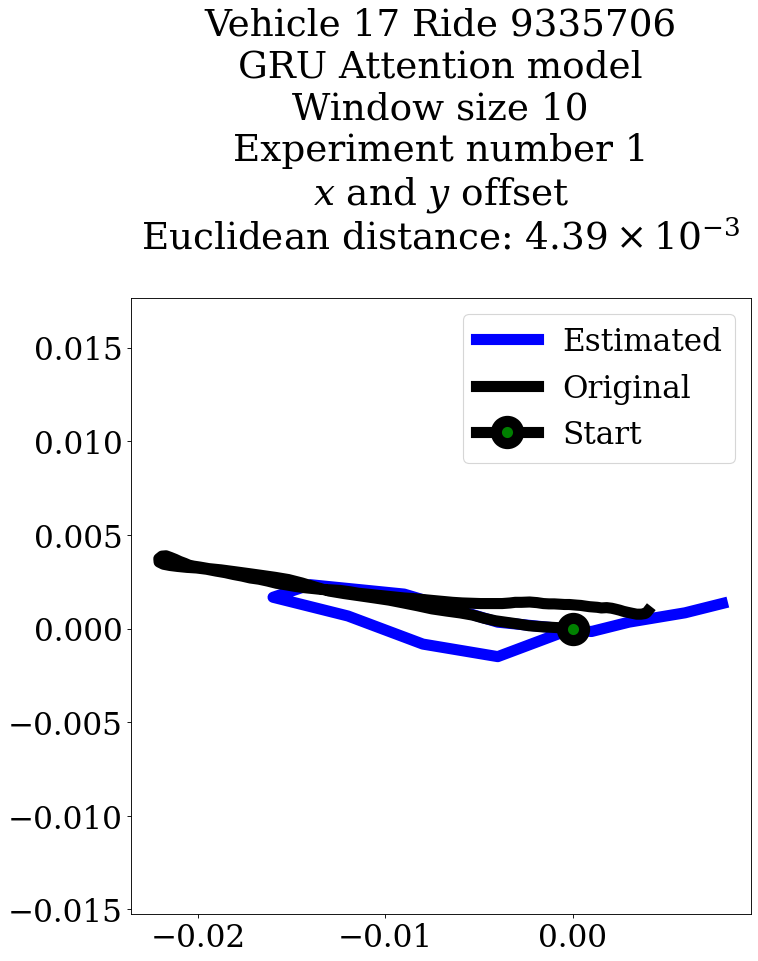 Vehicle 17 Ride 9335706
GRU Attention model
Window size 10
Experiment number 1
x and y offset
Euclidean distance: 4.39 × 10⁻³
Estimated
Original
Start
0.015
0.010
0.005
0.000
−0.005
−0.010
−0.015
−0.02 −0.01 0.00